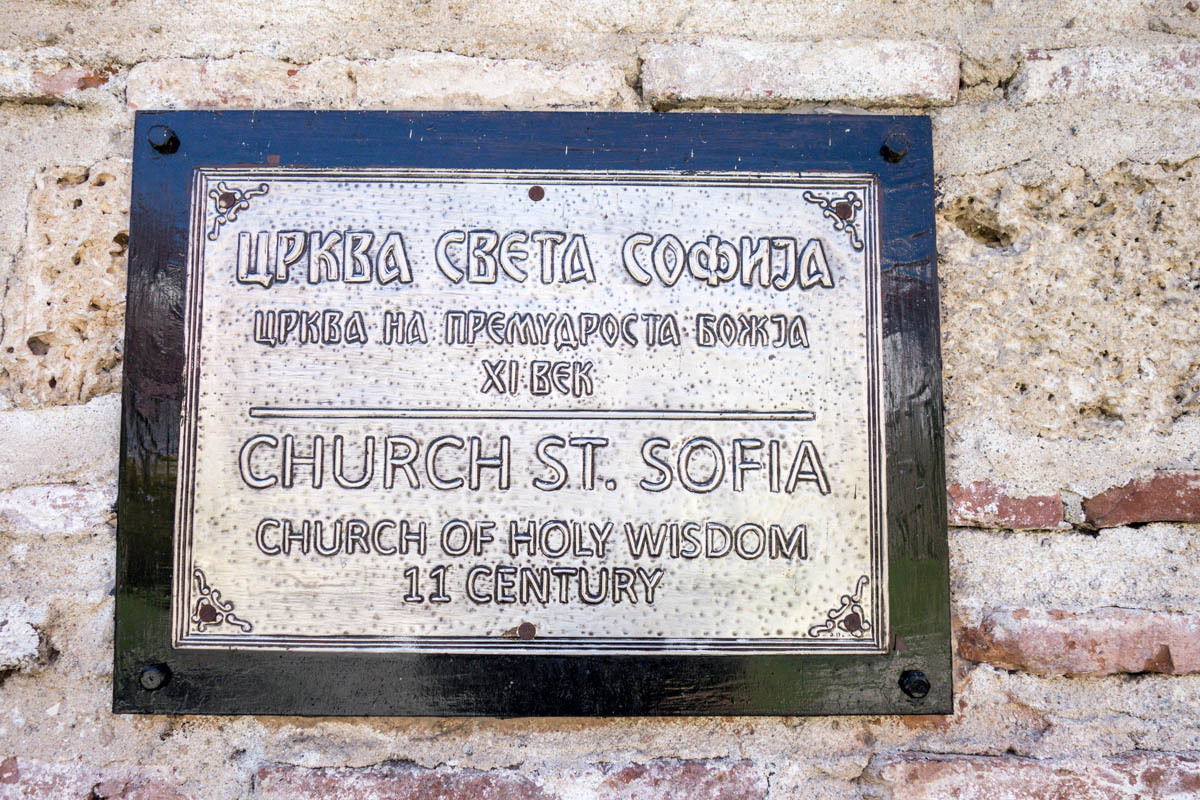 ЦРКВА СВЕТА СОФИЈА
ЦРКВА НА ПРЕМУДРОСТА БОЖЈА
XI ВЕК
CHURCH ST. SOFIA
CHURCH OF HOLY WISDOM
11 CENTURY